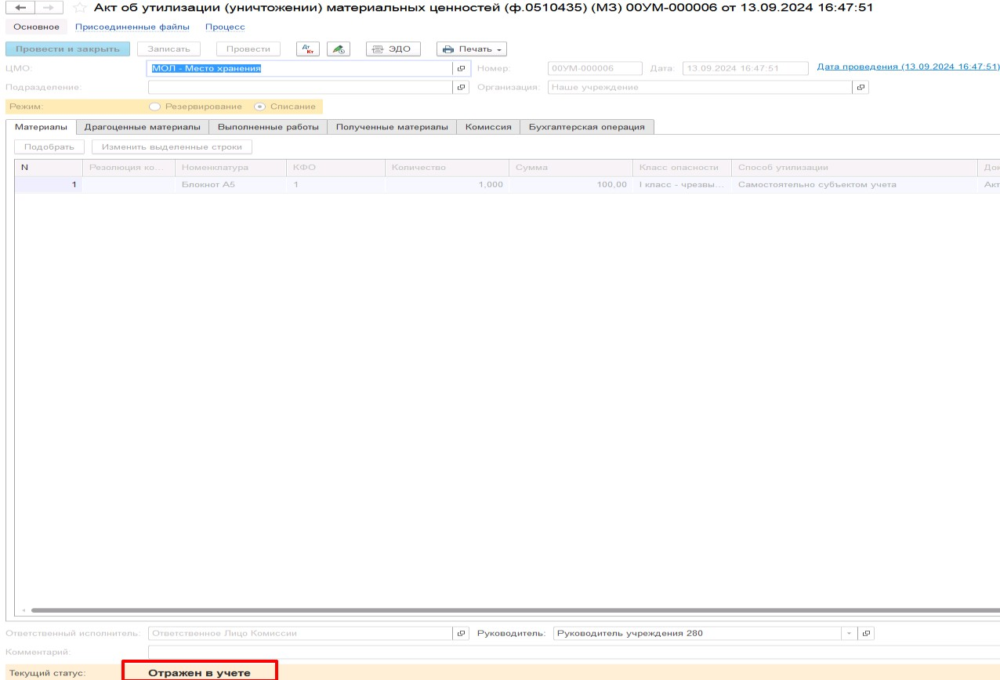 Акт об утилизации (уничтожении) материальных ценностей (ф.0510435) (МЗ) 00УМ-000006 от 13.09.2024 16:47:51
Основное Присоединенные файлы Процесс
Провести и закрыть Записать Провести Дт Кт ЭДО Печать
ЦМО: МОЛ - Место хранения Номер: 00УМ-000006 Дата: 13.09.2024 16:47:51 Дата проведения (13.09.2024 16:47:51)
Подразделение: Организация: Наше учреждение
Режим: Резервирование Списание
Материалы Драгоценные материалы Выполненные работы Полученные материалы Комиссия Бухгалтерская операция
Подобрать Изменить выделенные строки
N Резолюция ко... Номенклатура КФО Количество Сумма Класс опасности Способ утилизации Док
1 Блокнот А5 1 1,000 100,00 I класс - чрезвы... Самостоятельно субъектом учета Акт
Ответственный исполнитель: Ответственное Лицо Комиссии Руководитель: Руководитель учреждения 280
Комментарий:
Текущий статус: Отражен в учете